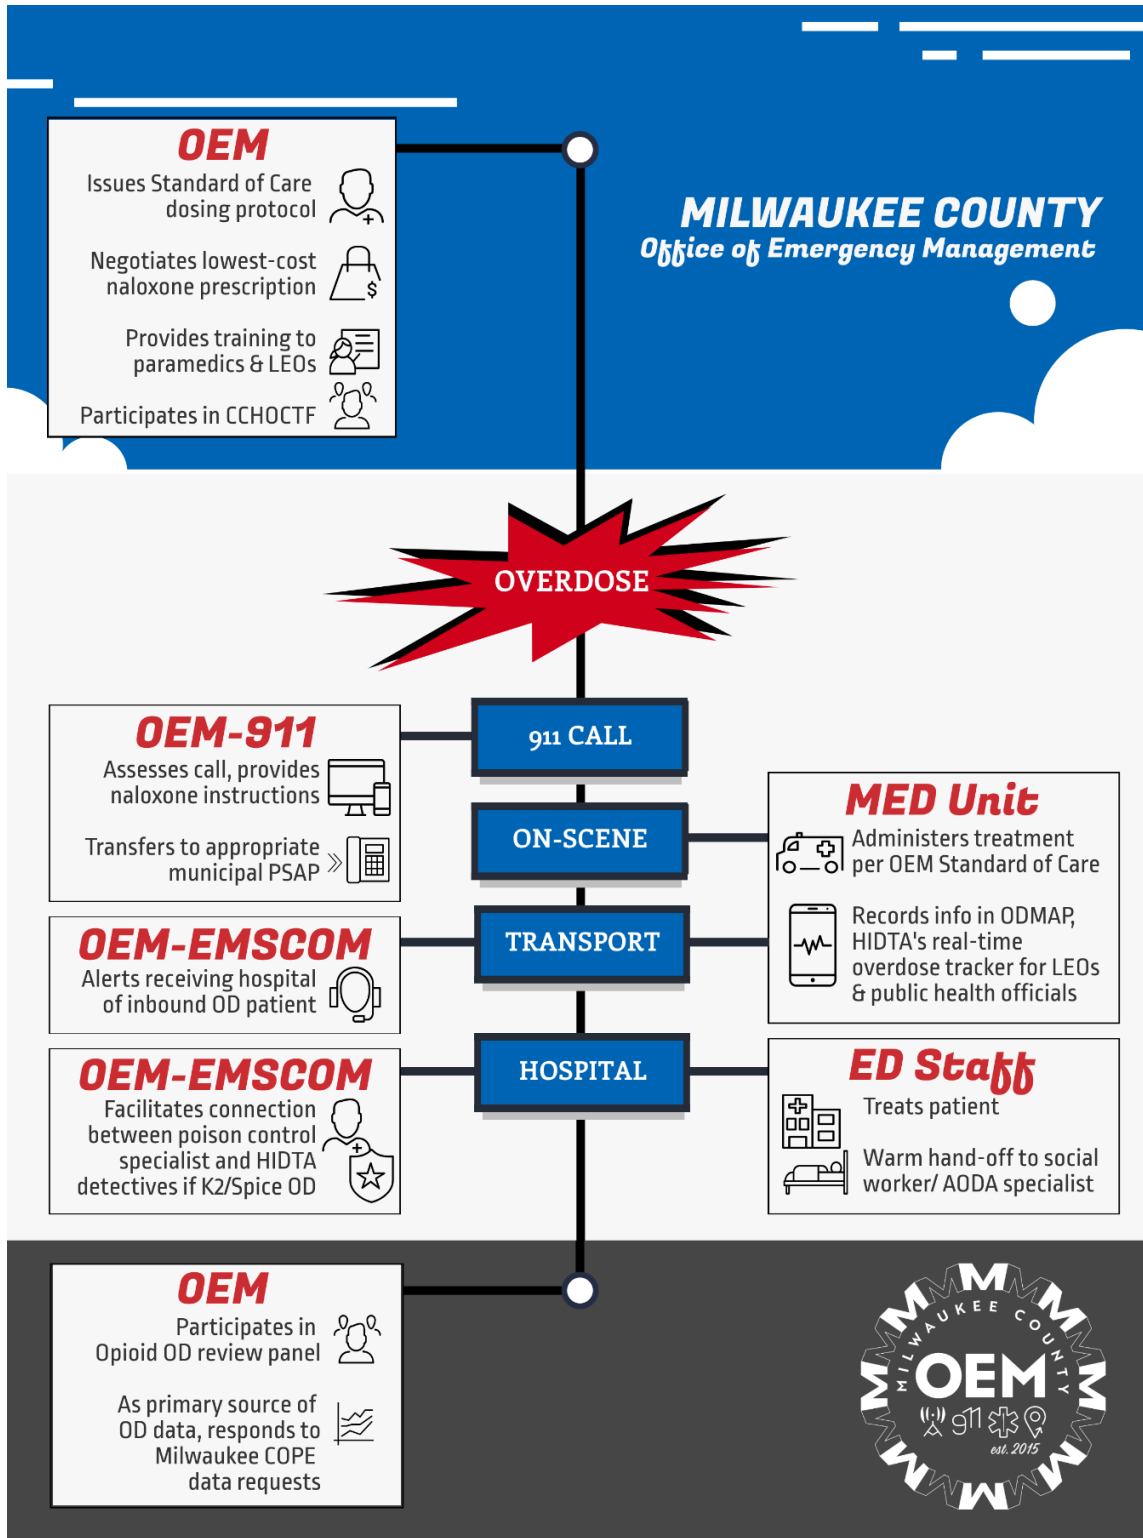 OEM
Issues Standard of Care
dosing protocol
Negotiates lowest-cost
naloxone prescription
$
Provides training to
paramedics & LEOs
Participates in CCHOCTF
MILWAUKEE COUNTY
Office of Emergency Management
OVERDOSE
911 CALL
OEM-911
Assesses call, provides
naloxone instructions
Transfers to appropriate
municipal PSAP
ON-SCENE
MED Unit
Administers treatment
per OEM Standard of Care
Records info in ODMAP,
HIDTA's real-time
overdose tracker for LEOs
& public health officials
TRANSPORT
OEM-EMSCOM
Alerts receiving hospital
of inbound OD patient
HOSPITAL
OEM-EMSCOM
Facilitates connection
between poison control
specialist and HIDTA
detectives if K2/Spice OD
ED Staff
Treats patient
Warm hand-off to social
worker/ AODA specialist
OEM
Participates in
Opioid OD review panel
As primary source of
OD data, responds to
Milwaukee COPE
data requests
MILWAUKEE COUNTY
OEM
911
est. 2015